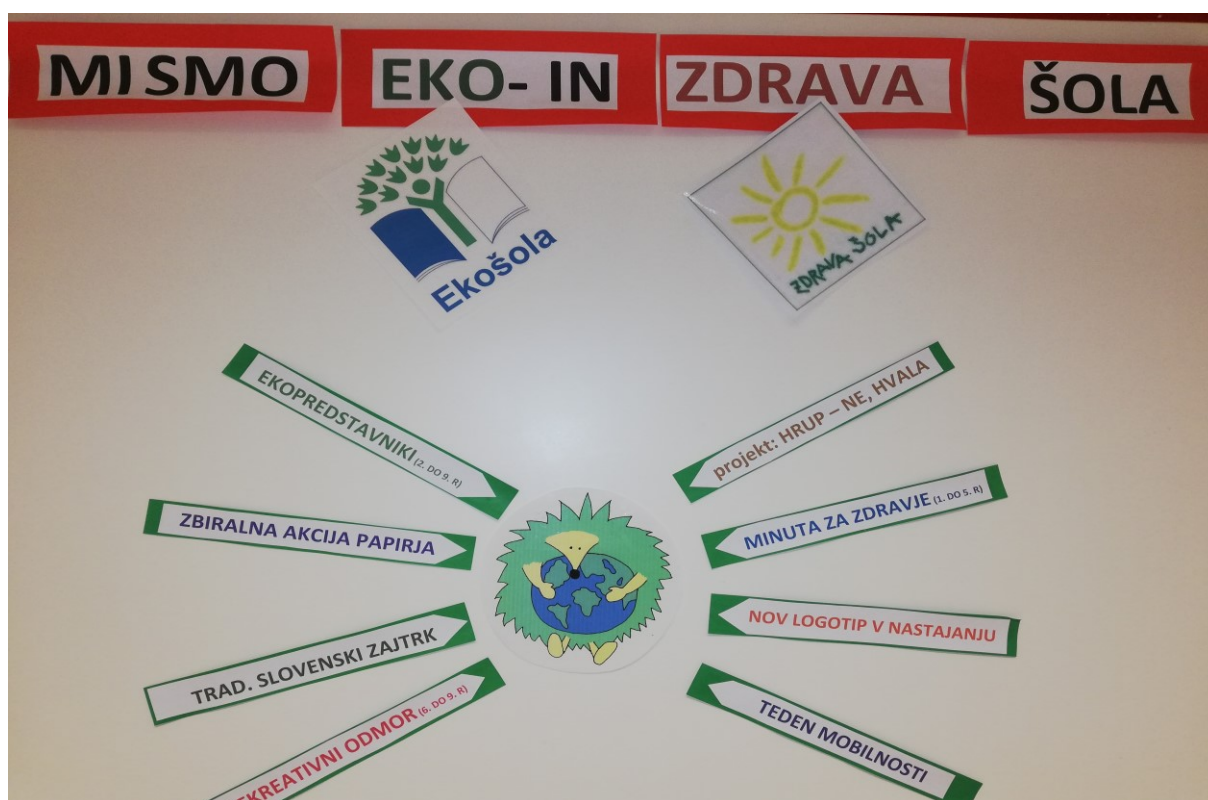 MI SMO EKO- IN ZDRAVA ŠOLA
Ekošola
ZDRAVA ŠOLA
EKOPREDSTAVNIKI (2. DO 9. R)
ZBIRALNA AKCIJA PAPIRJA
TRAD. SLOVENSKI ZAJTRK
ODMOR (6. DO 9. R)
projekt: HRUP – NE, HVALA
MINUTA ZA ZDRAVJE (1. DO 5. R)
NOV LOGOTIP V NASTAJANJU
TEDEN MOBILNOSTI